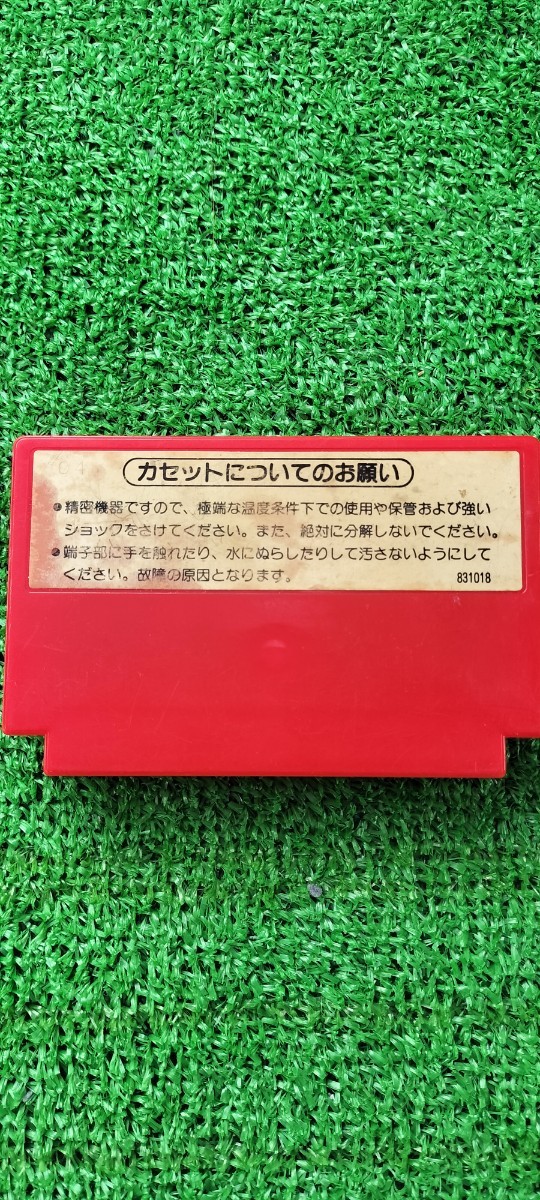 カセットについてのお願い
●精密機器ですので、極端な温度条件下での使用や保管および強い
ショックをさけてください。また、絶対に分解しないでください。
●端子部に手を触れたり、水にぬらしたりして汚さないようにして
ください。故障の原因となります。
831018